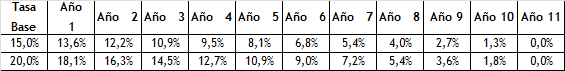 Tasa Base Año 1 Año 2 Año 3 Año 4 Año 5 Año 6 Año 7 Año 8 Año 9 Año 10 Año 11
15,0% 13,6% 12,2% 10,9% 9,5% 8,1% 6,8% 5,4% 4,0% 2,7% 1,3% 0,0%
20,0% 18,1% 16,3% 14,5% 12,7% 10,9% 9,0% 7,2% 5,4% 3,6% 1,8% 0,0%